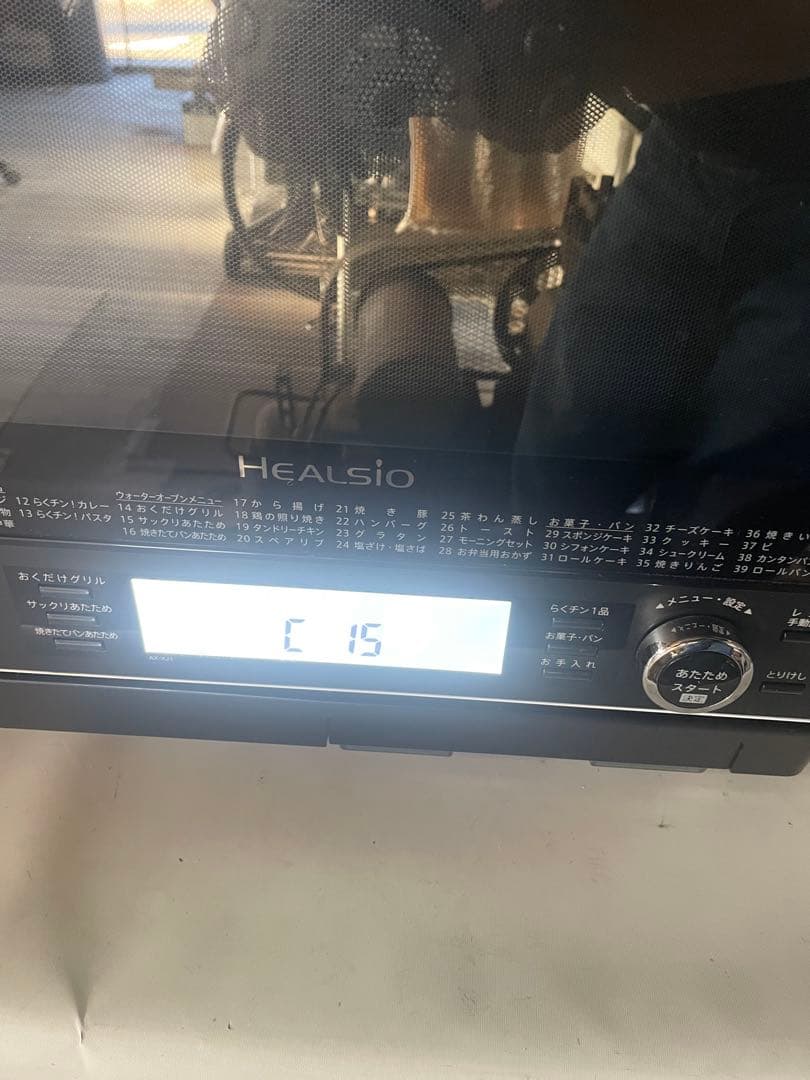 HEALSIO
12 らくチン!カレー
13 らくチン!パスタ
ウォーターオーブンメニュー
14 おくだけグリル
15 サックリあたため
16 焼きたてパンあたため
17 から揚げ
18 鶏の照り焼き
19 タンドリーチキン
20 スペアリブ
21 焼き豚
22 ハンバーグ
23 グラタン
24 塩ざけ・塩さば
25 茶わん蒸し
26 トースト
27 モーニングセット
28 お弁当用おかず
お菓子・パン
29 スポンジケーキ
30 シフォンケーキ
31 ロールケーキ
32 チーズケーキ
33 クッキー
34 シュークリーム
35 焼きりんご
36 焼きい
37 ピ
38 カンタンパ
39 ロールパン
おくだけグリル
サックリあたため
焼きたてパンあたため
C 15
らくチン1品
お菓子・パン
お手入れ
メニュー・設定
あたため
スタート
決定
レ
手動
とりけし